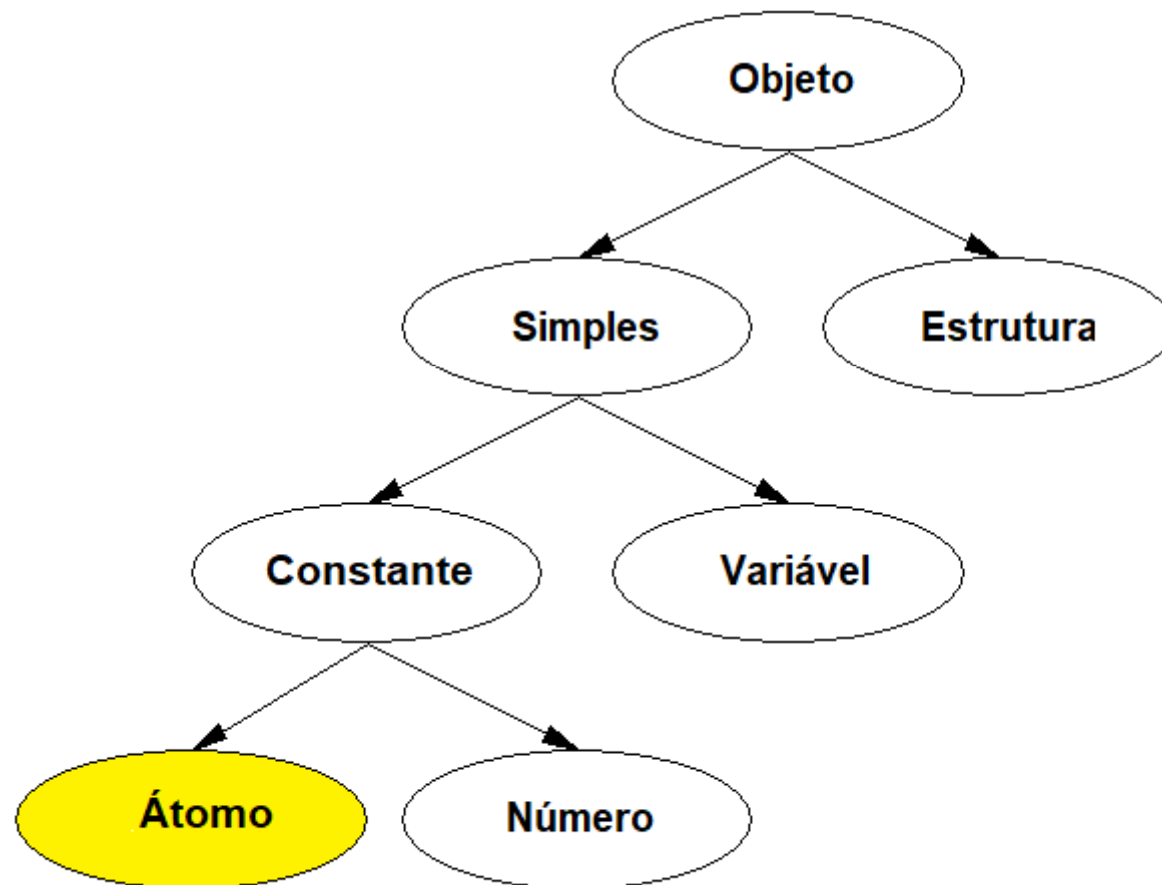 Objeto
Simples
Estrutura
Constante
Variável
Átomo
Número